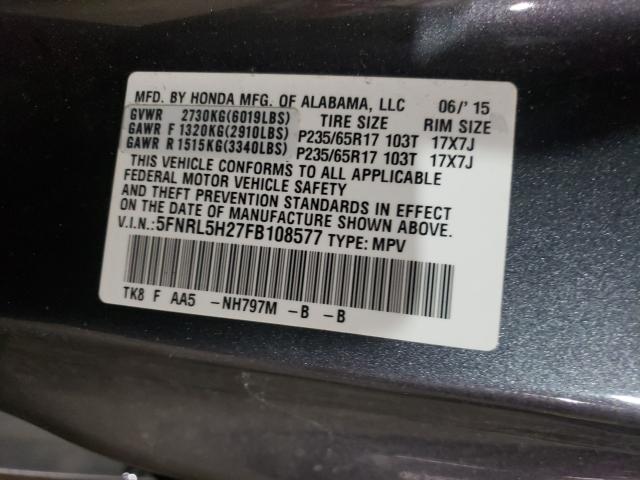 MFD. BY HONDA MFG. OF ALABAMA, LLC 06/' 15
GVWR 2730KG(6019LBS) TIRE SIZE RIM SIZE
GAWR F 1320KG(2910LBS) P235/65R17 103T 17X7J
GAWR R 1515KG(3340LBS) P235/65R17 103T 17X7J
THIS VEHICLE CONFORMS TO ALL APPLICABLE
FEDERAL MOTOR VEHICLE SAFETY
AND THEFT PREVENTION STANDARDS IN EFFECT
ON THE DATE OF MANUFACTURE SHOWN ABOVE.
V.I.N.:5FNRL5H27FB108577 TYPE: MPV
TK8 F AA5 -NH797M -B -B